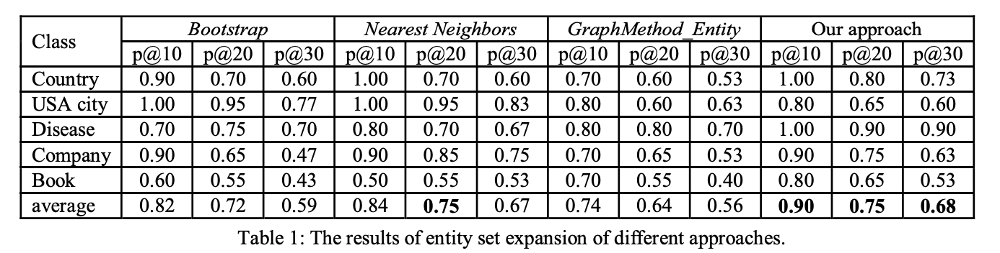 Class Bootstrap Nearest Neighbors GraphMethod_Entity Our approach
p@10 p@20 p@30 p@10 p@20 p@30 p@10 p@20 p@30 p@10 p@20 p@30
Country 0.90 0.70 0.60 1.00 0.70 0.60 0.70 0.60 0.53 1.00 0.80 0.73
USA city 1.00 0.95 0.77 1.00 0.95 0.83 0.80 0.60 0.63 0.80 0.65 0.60
Disease 0.70 0.75 0.70 0.80 0.70 0.67 0.80 0.80 0.70 1.00 0.90 0.90
Company 0.90 0.65 0.47 0.90 0.85 0.75 0.70 0.65 0.53 0.90 0.75 0.63
Book 0.60 0.55 0.43 0.50 0.55 0.53 0.70 0.55 0.40 0.80 0.65 0.53
average 0.82 0.72 0.59 0.84 0.75 0.67 0.74 0.64 0.56 0.90 0.75 0.68
Table 1: The results of entity set expansion of different approaches.